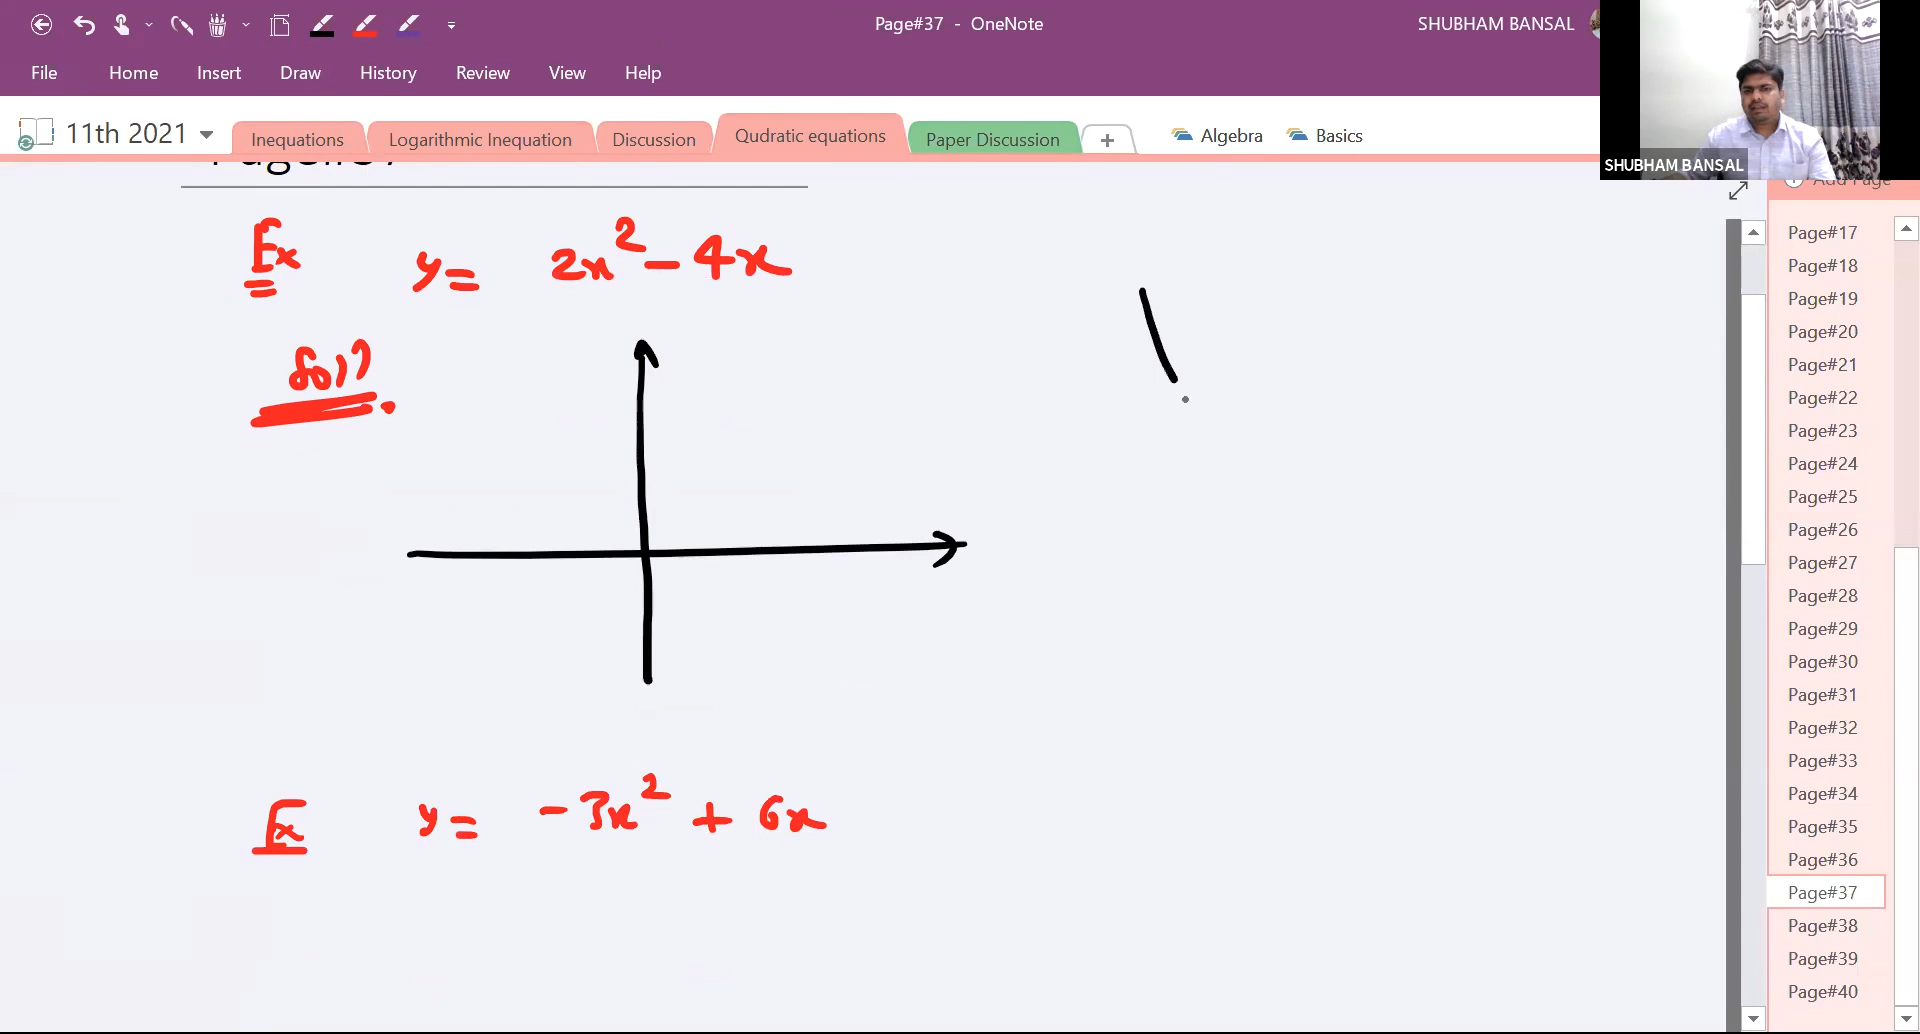 Page#37 - OneNote
SHUBHAM BANSAL
File Home Insert Draw History Review View Help
11th 2021
Inequations
Logarithmic Inequation
Discussion
Qudratic equations
Paper Discussion
+
Algebra
Basics
SHUBHAM BANSAL
Add Page
Ex y = 2x² - 4x
Ex y = -3x² + 6x
Page#17
Page#18
Page#19
Page#20
Page#21
Page#22
Page#23
Page#24
Page#25
Page#26
Page#27
Page#28
Page#29
Page#30
Page#31
Page#32
Page#33
Page#34
Page#35
Page#36
Page#37
Page#38
Page#39
Page#40